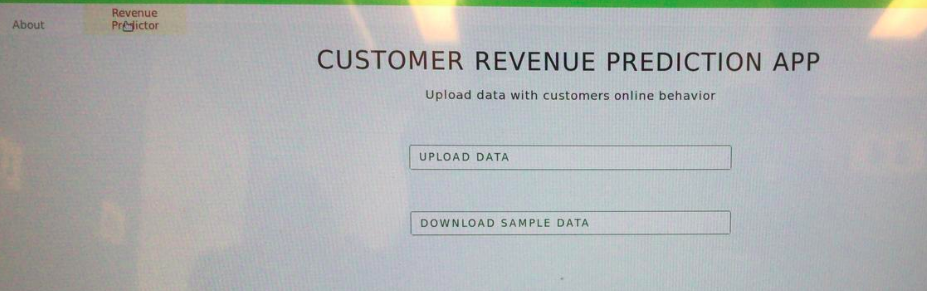 About
Revenue
Predictor
CUSTOMER REVENUE PREDICTION APP
Upload data with customers online behavior
UPLOAD DATA
DOWNLOAD SAMPLE DATA